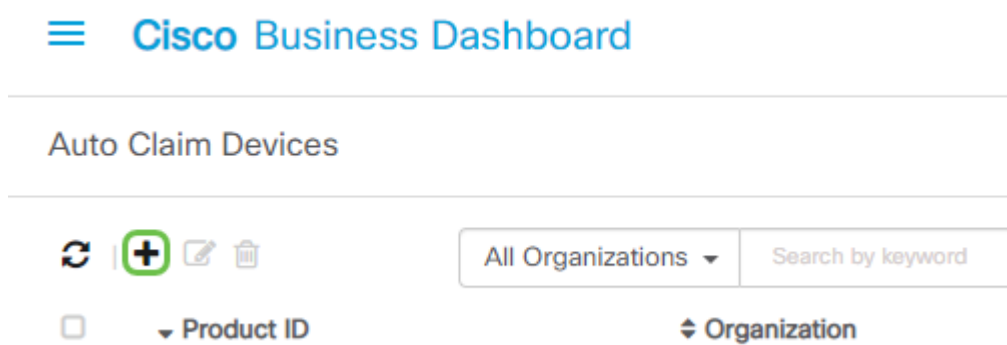 Cisco Business Dashboard
Auto Claim Devices
All Organizations Search by keyword
Product ID Organization